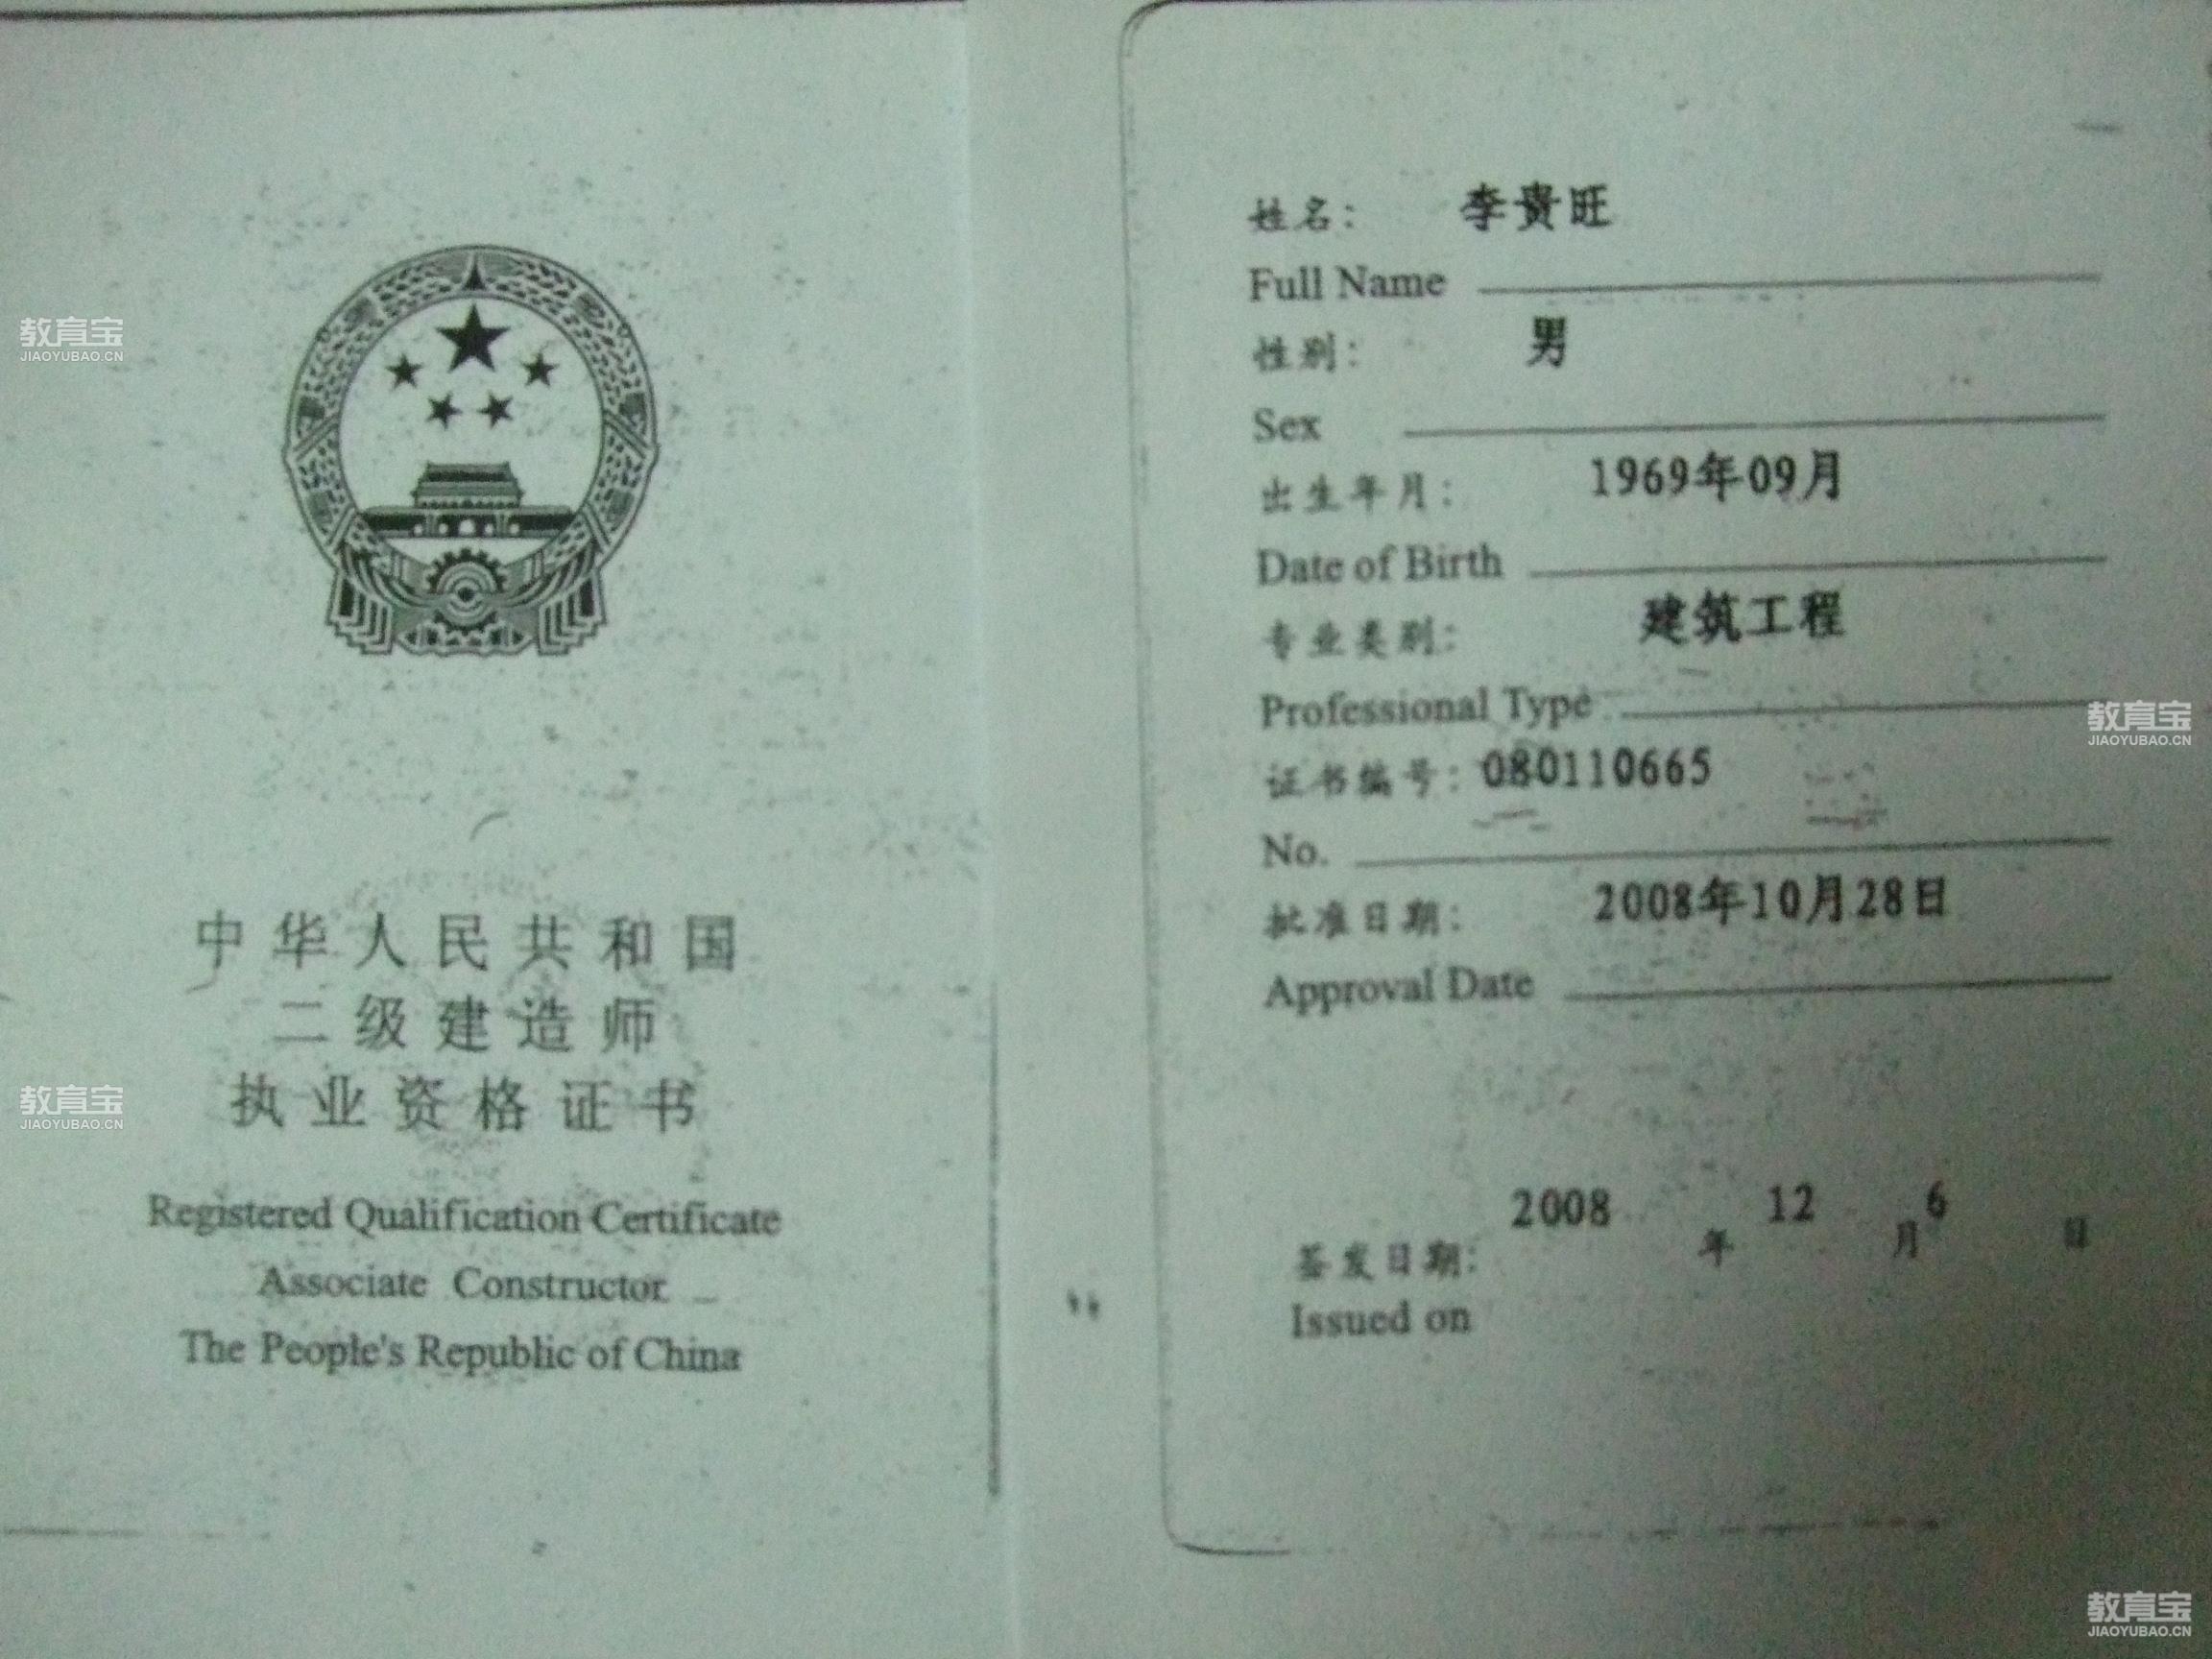 中华人民共和国
二级建造师
执业资格证书
Registered Qualification Certificate
Associate Constructor
The People's Republic of China
姓名: 李贵旺
Full Name
性别: 男
Sex
出生年月: 1969年09月
Date of Birth
专业类别: 建筑工程
Professional Type
证书编号: 080110665
No.
批准日期: 2008年10月28日
Approval Date
签发日期: 2008 年 12 月 6 日
Issued on
教育宝
JIAOYUBAO.CN
教育宝
JIAOYUBAO.CN
教育宝
JIAOYUBAO.CN
教育宝
JIAOYUBAO.CN